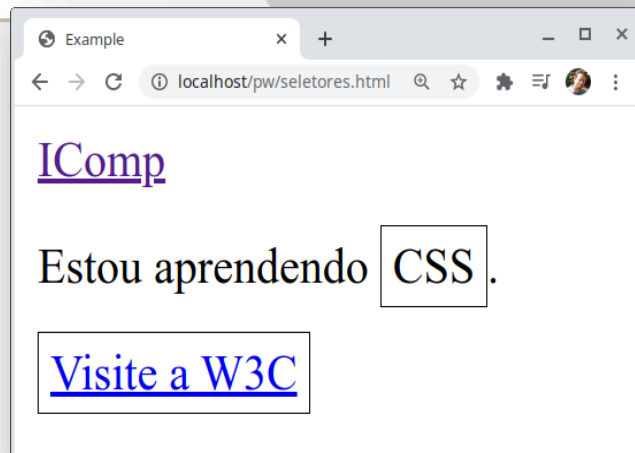 Example
localhost/pw/seletores.html
IComp
Estou aprendendo CSS.
Visite a W3C